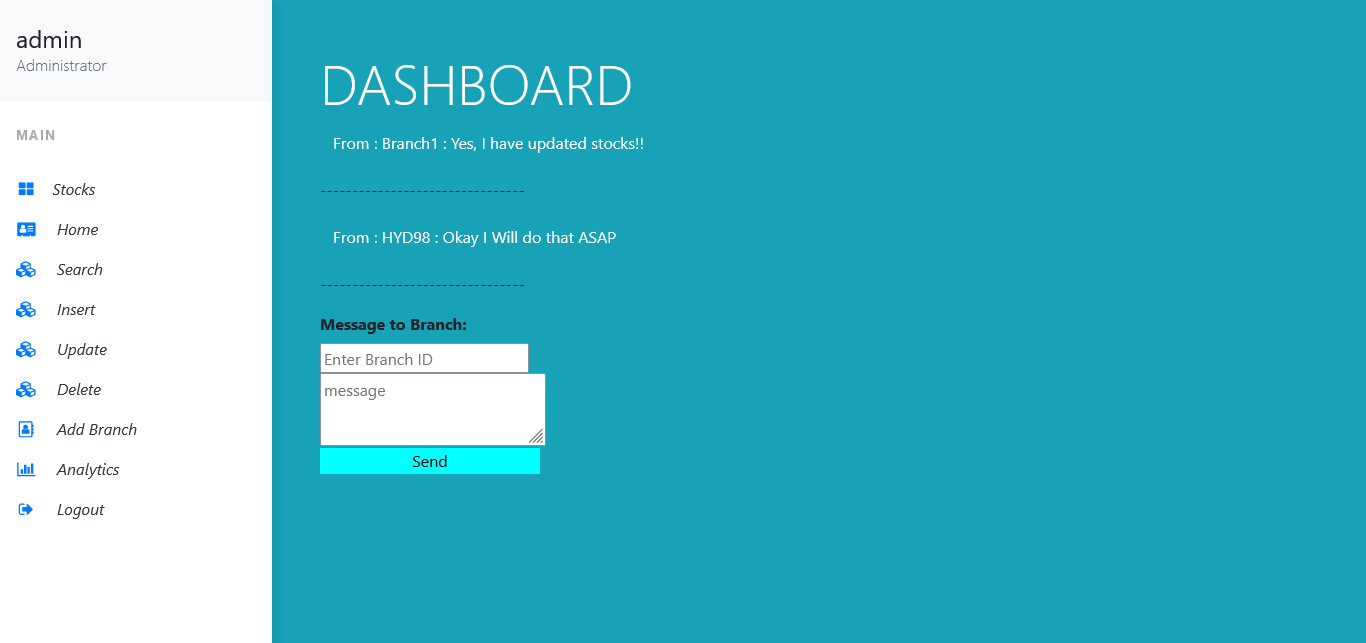 admin
Administrator
MAIN
Stocks
Home
Search
Insert
Update
Delete
Add Branch
Analytics
Logout
DASHBOARD
From : Branch1 : Yes, I have updated stocks!!
--------------------------------
From : HYD98 : Okay I Will do that ASAP
--------------------------------
Message to Branch:
Enter Branch ID
message
Send